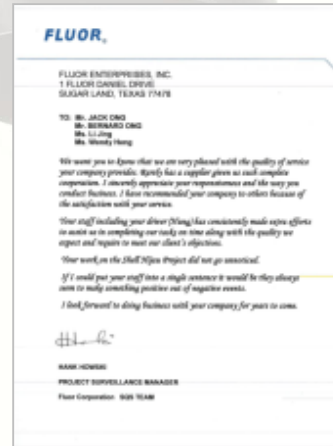 FLUOR.
FLUOR ENTERPRISES, INC.
1 FLUOR DANIEL DRIVE
SUGAR LAND, TEXAS 77478
TO: Mr. JACK ONG
Mr. BERNARD ONG
Ms. Li Jing
Ms. Wendy Hong
We want you to know that we are very pleased with the quality of service
your company provides. Rarely has a supplier given us such complete
cooperation. I sincerely appreciate your responsiveness and the way you
conduct business. I have recommended your company to others because of
the satisfaction with your service.
Your staff including your driver (Wang) has consistently made extra efforts
to assist us in completing our tasks on time along with the quality we
expect and require to meet our client's objectives.
Your work on the Shell Nijau Project did not go unnoticed.
If I could put your staff into a single sentence it would be they always
seem to make something positive out of negative events.
I look forward to doing business with your company for years to come.
HANK HOWSER
PROJECT SURVEILLANCE MANAGER
Fluor Corporation SQS TEAM